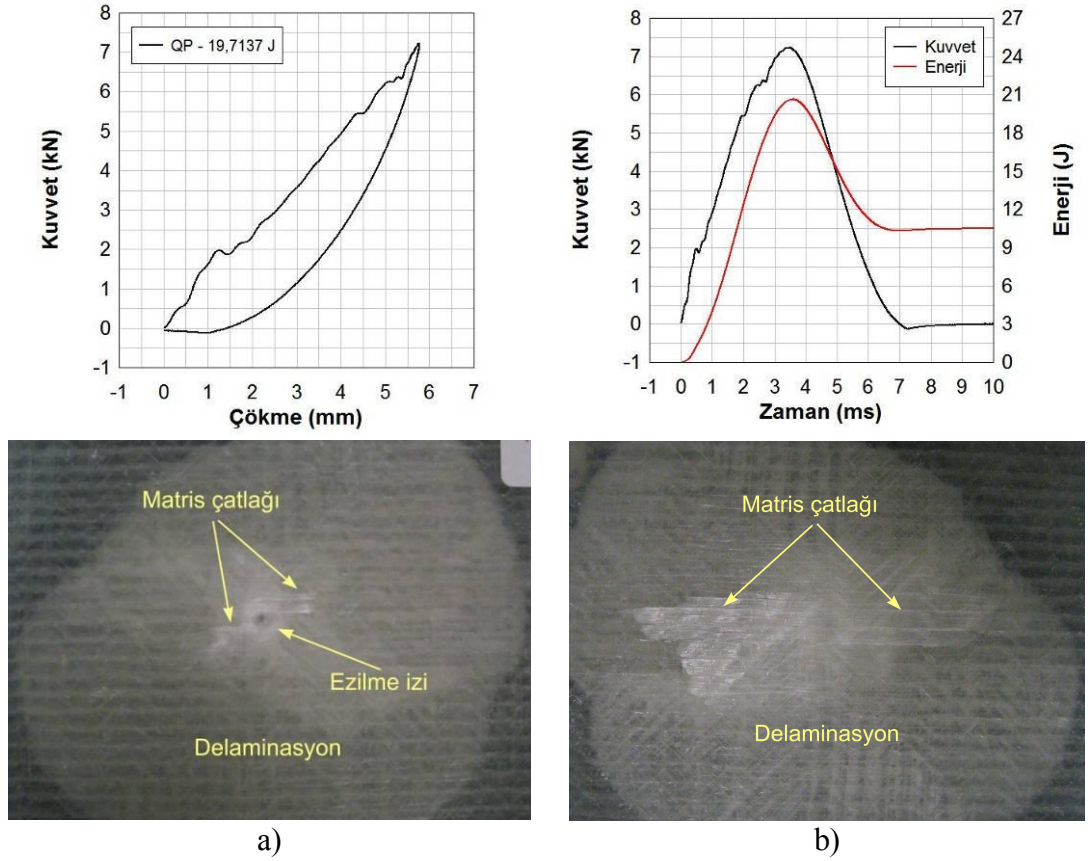 8
7
6
5
4
3
2
1
0
-1
Kuvvet (kN)
QP - 19,7137 J
-1 0 1 2 3 4 5 6 7
Çökme (mm)
8
7
6
5
4
3
2
1
0
-1
Kuvvet (kN)
Kuvvet
Enerji
27
24
21
18
15
12
9
6
3
0
Enerji (J)
-1 0 1 2 3 4 5 6 7 8 9 10
Zaman (ms)
Matris çatlağı
Ezilme izi
Delaminasyon
Matris çatlağı
Delaminasyon
a)
b)